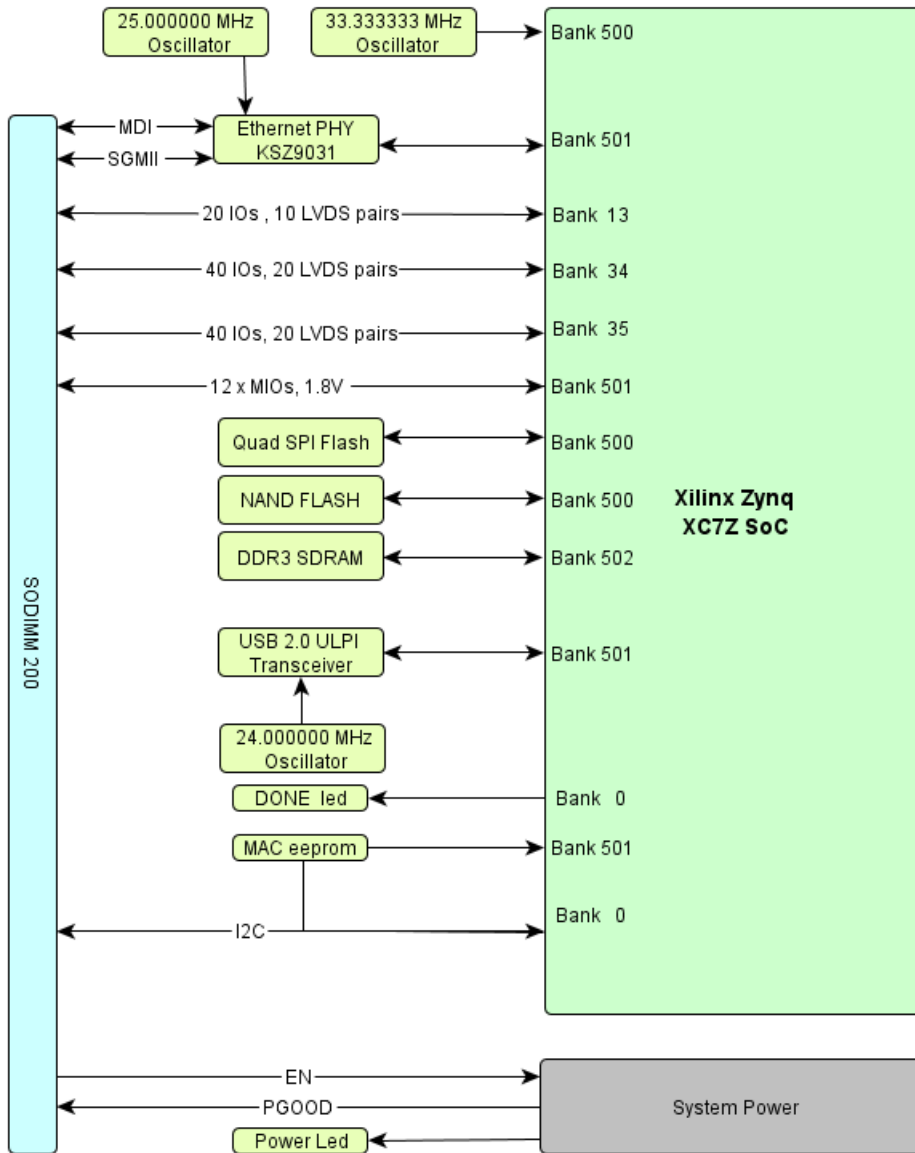 25.000000 MHz
Oscillator
33.333333 MHz
Oscillator
Bank 500
MDI
SGMII
Ethernet PHY
KSZ9031
Bank 501
20 IOs , 10 LVDS pairs
Bank 13
40 IOs, 20 LVDS pairs
Bank 34
40 IOs, 20 LVDS pairs
Bank 35
12 x MIOs, 1.8V
Bank 501
Quad SPI Flash
Bank 500
NAND FLASH
Bank 500
Xilinx Zynq
XC7Z SoC
DDR3 SDRAM
Bank 502
SODIMM 200
USB 2.0 ULPI
Transceiver
Bank 501
24.000000 MHz
Oscillator
DONE led
Bank 0
MAC eeprom
Bank 501
I2C
Bank 0
EN
PGOOD
System Power
Power Led